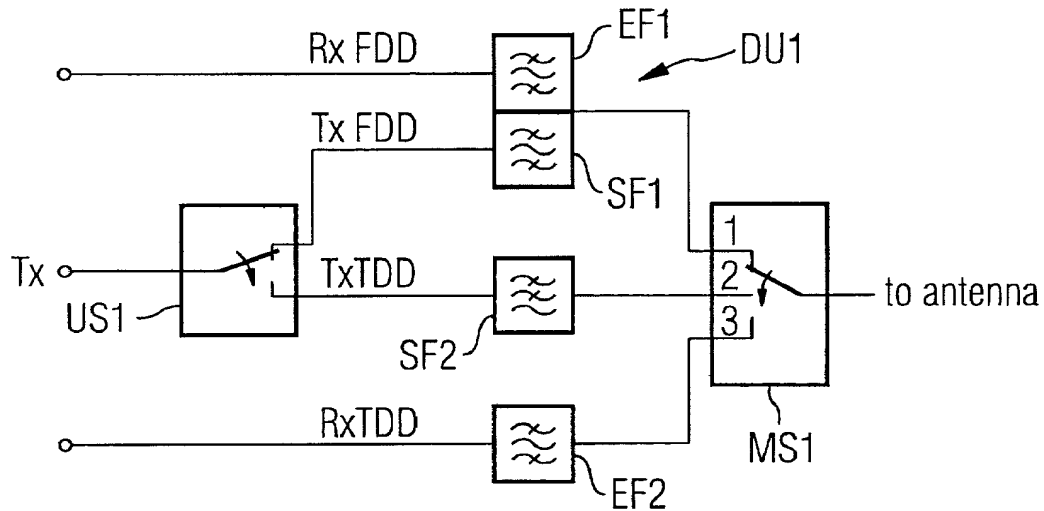 EF1
Rx FDD
DU1
Tx FDD
SF1
1
Tx
TxTDD
2
to antenna
US1
3
SF2
RxTDD
MS1
EF2